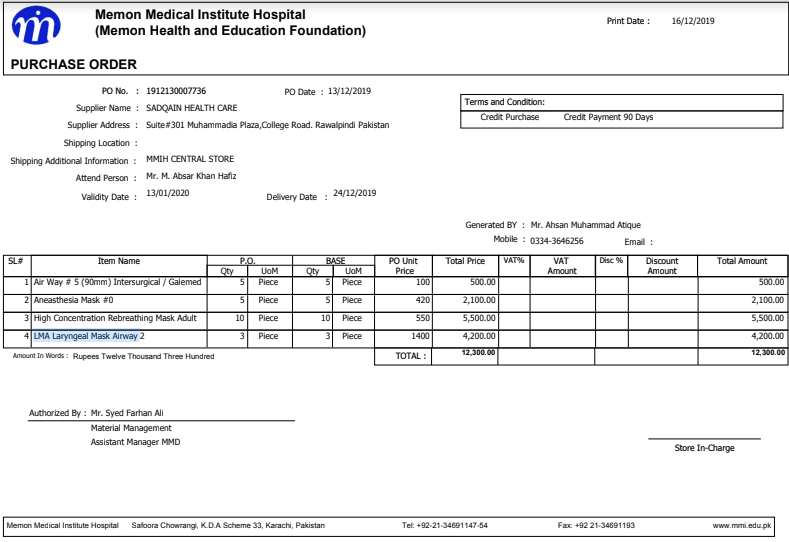 Memon Medical Institute Hospital
(Memon Health and Education Foundation)
Print Date : 16/12/2019
PURCHASE ORDER
PO No. : 1912130007736 PO Date : 13/12/2019
Supplier Name : SADQAIN HEALTH CARE
Supplier Address : Suite#301 Muhammadia Plaza,College Road. Rawalpindi Pakistan
Shipping Location :
Shipping Additional Information : MMIH CENTRAL STORE
Attend Person : Mr. M. Absar Khan Hafiz
Validity Date : 13/01/2020 Delivery Date : 24/12/2019
Terms and Condition:
Credit Purchase Credit Payment 90 Days
Generated BY : Mr. Ahsan Muhammad Atique
Mobile : 0334-3646256 Email :
SL# Item Name P.O. BASE PO Unit Price Total Price VAT% VAT Amount Disc % Discount Amount Total Amount
Qty UoM Qty UoM
1 Air Way # 5 (90mm) Intersurgical / Galemed 5 Piece 5 Piece 100 500.00 500.00
2 Aneasthesia Mask #0 5 Piece 5 Piece 420 2,100.00 2,100.00
3 High Concentration Rebreathing Mask Adult 10 Piece 10 Piece 550 5,500.00 5,500.00
4 LMA Laryngeal Mask Airway 2 3 Piece 3 Piece 1400 4,200.00 4,200.00
Amount In Words : Rupees Twelve Thousand Three Hundred TOTAL : 12,300.00 12,300.00
Authorized By : Mr. Syed Farhan Ali
Material Management
Assistant Manager MMD
Store In-Charge
Memon Medical Institute Hospital Safoora Chowrangi, K.D.A Scheme 33, Karachi, Pakistan Tel: +92-21-34691147-54 Fax: +92 21-34691193 www.mmi.edu.pk